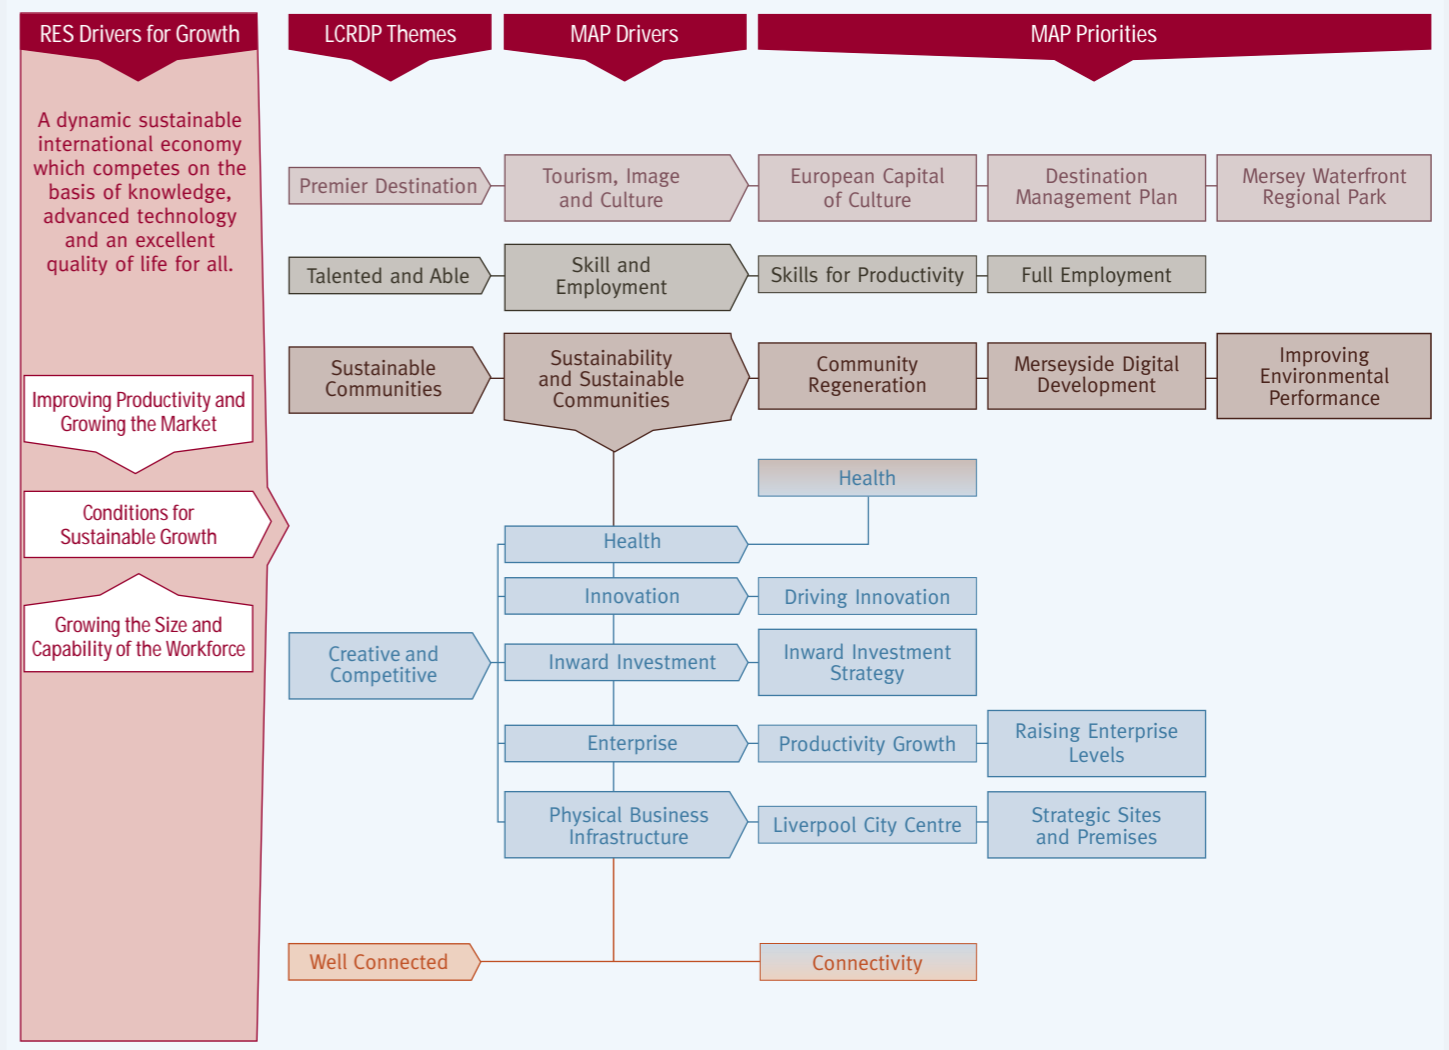 RES Drivers for Growth
A dynamic sustainable
international economy
which competes on the
basis of knowledge,
advanced technology
and an excellent
quality of life for all.
Improving Productivity and
Growing the Market
Conditions for
Sustainable Growth
Growing the Size and
Capability of the Workforce
LCRDP Themes
MAP Drivers
MAP Priorities
Premier Destination
Tourism, Image
and Culture
European Capital
of Culture
Destination
Management Plan
Mersey Waterfront
Regional Park
Talented and Able
Skill and
Employment
Skills for Productivity
Full Employment
Sustainable
Communities
Sustainability
and Sustainable
Communities
Community
Regeneration
Merseyside Digital
Development
Improving
Environmental
Performance
Health
Health
Innovation
Driving Innovation
Creative and
Competitive
Inward Investment
Inward Investment
Strategy
Enterprise
Productivity Growth
Raising Enterprise
Levels
Physical Business
Infrastructure
Liverpool City Centre
Strategic Sites
and Premises
Well Connected
Connectivity